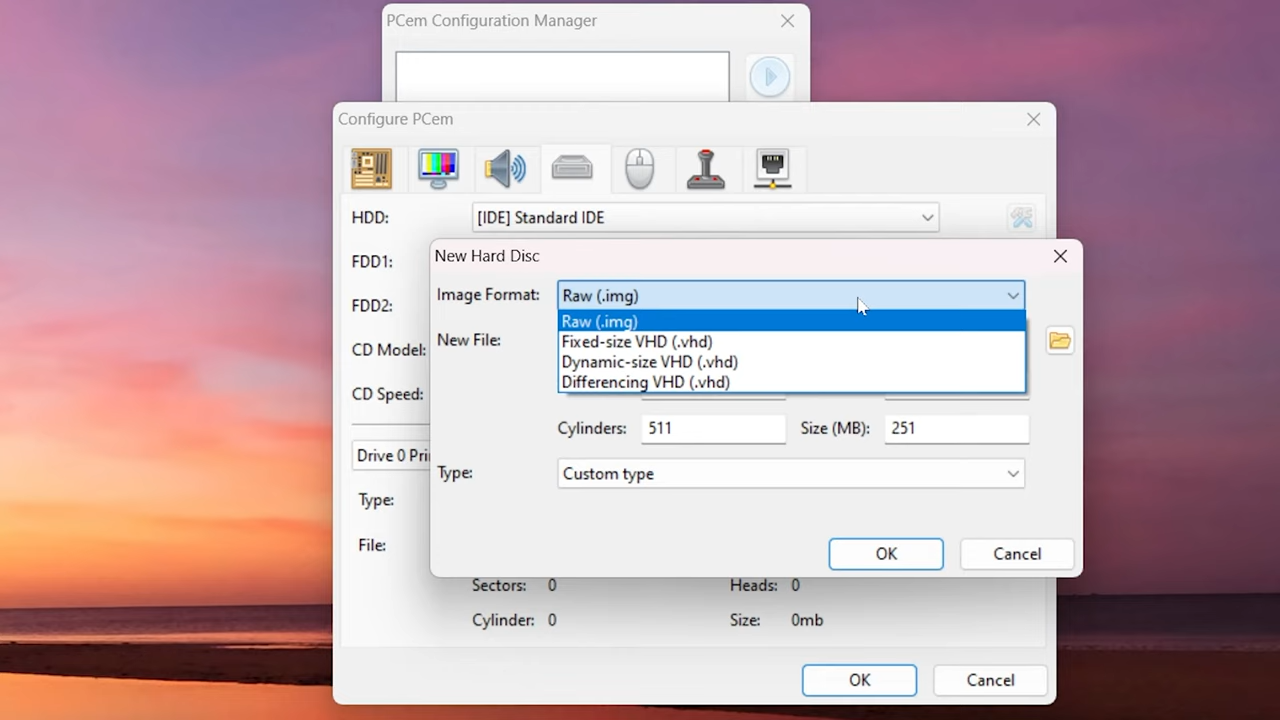 PCem Configuration Manager
Configure PCem
HDD: [IDE] Standard IDE
FDD1:
FDD2:
CD Model:
CD Speed:
Drive 0 Pri
Type:
File:
New Hard Disc
Image Format: Raw (.img)
Raw (.img)
New File:
Fixed-size VHD (.vhd)
Dynamic-size VHD (.vhd)
Differencing VHD (.vhd)
Cylinders: 511 Size (MB): 251
Type: Custom type
OK Cancel
Sectors: 0 Heads: 0
Cylinder: 0 Size: 0mb
OK Cancel